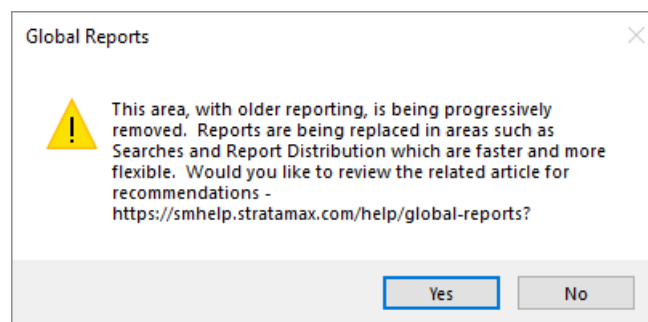 Global Reports
This area, with older reporting, is being progressively
removed.  Reports are being replaced in areas such as
Searches and Report Distribution which are faster and more
flexible.  Would you like to review the related article for
recommendations -
https://smhelp.stratamax.com/help/global-reports?
Yes No